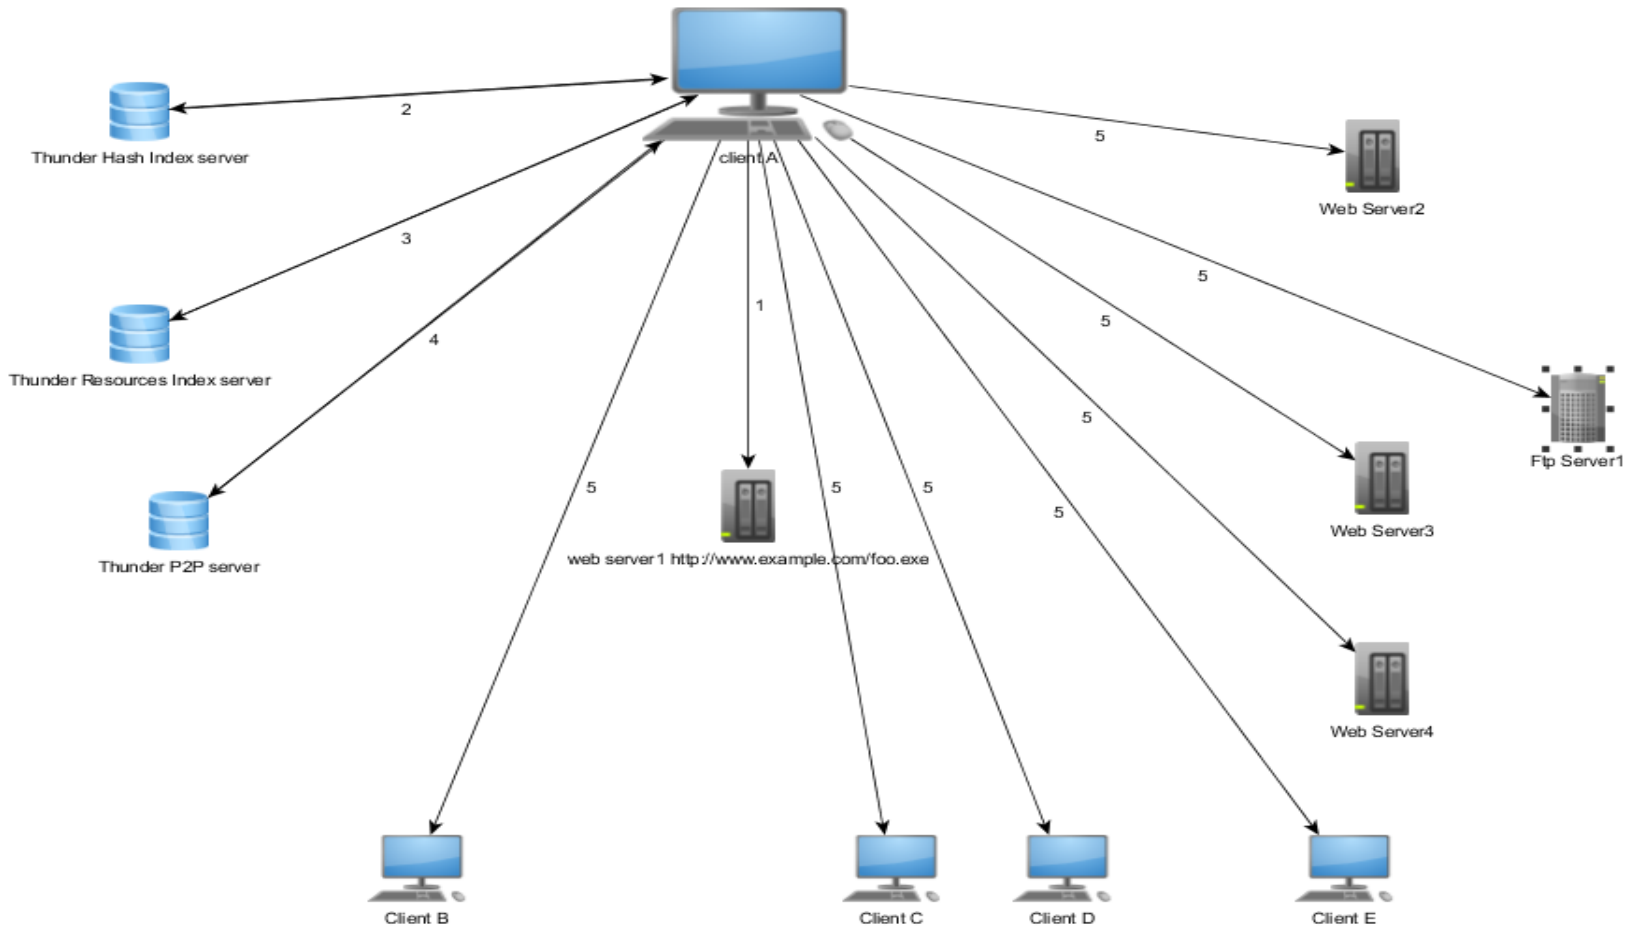 client A
2
Thunder Hash Index server
5
Web Server2
3
5
1
5
4
Thunder Resources Index server
5
Ftp Server1
5
5
5
5
Web Server3
web server1 http://www.example.com/foo.exe
Thunder P2P server
Web Server4
Client B
Client C
Client D
Client E